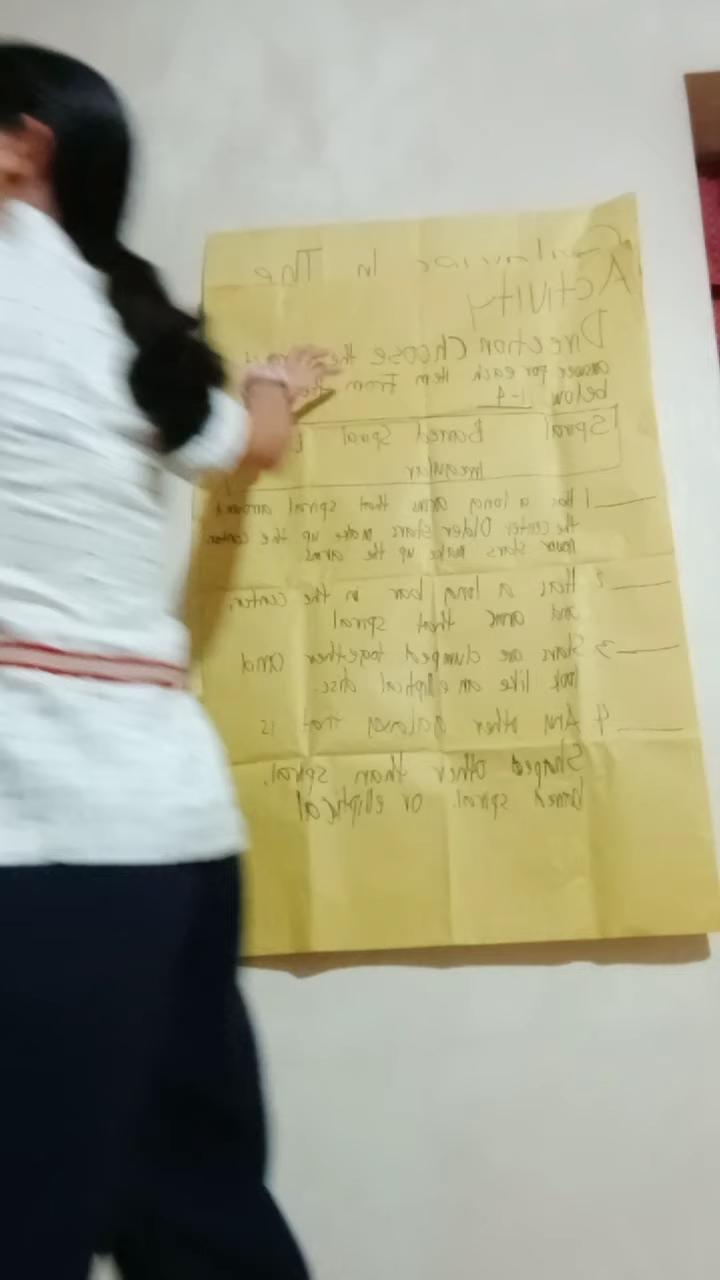 In The
Activity
Direction Choose the
answer for each item From
below 1-4
Spiral Barred Spiral
Irregular
1 Has a long arms that spiral around
the center Older stars make up the center
stars make up the arms
2 Has a long bar in the center,
and arms that spiral
3 Stars are clumped together and
look like an elliptical disc.
4 Any other galaxy that is
Shaped other than spiral,
barred spiral. or elliptical